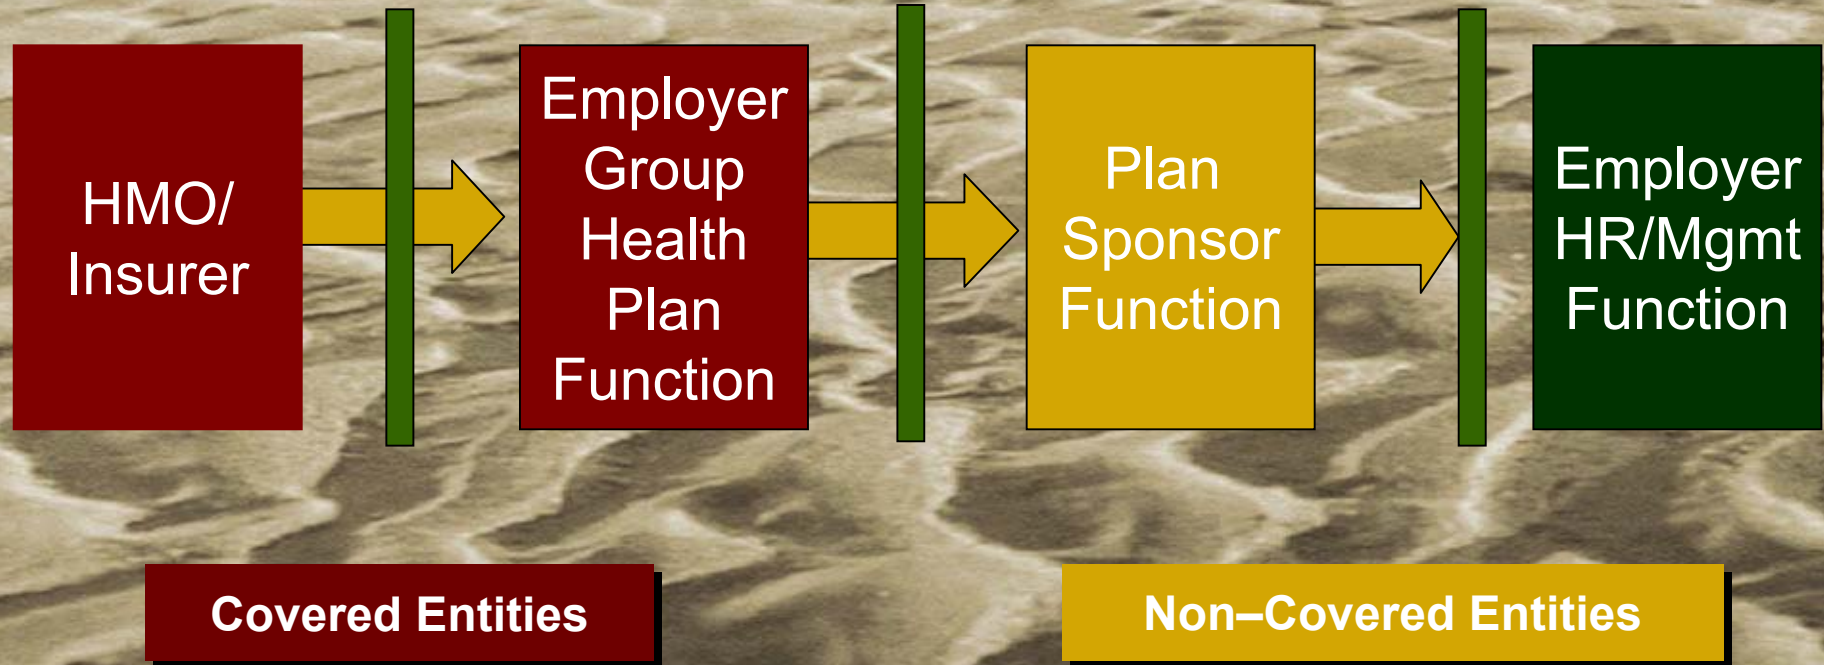 HMO/
Insurer
Employer
Group
Health
Plan
Function
Plan
Sponsor
Function
Employer
HR/Mgmt
Function
Covered Entities
Non–Covered Entities